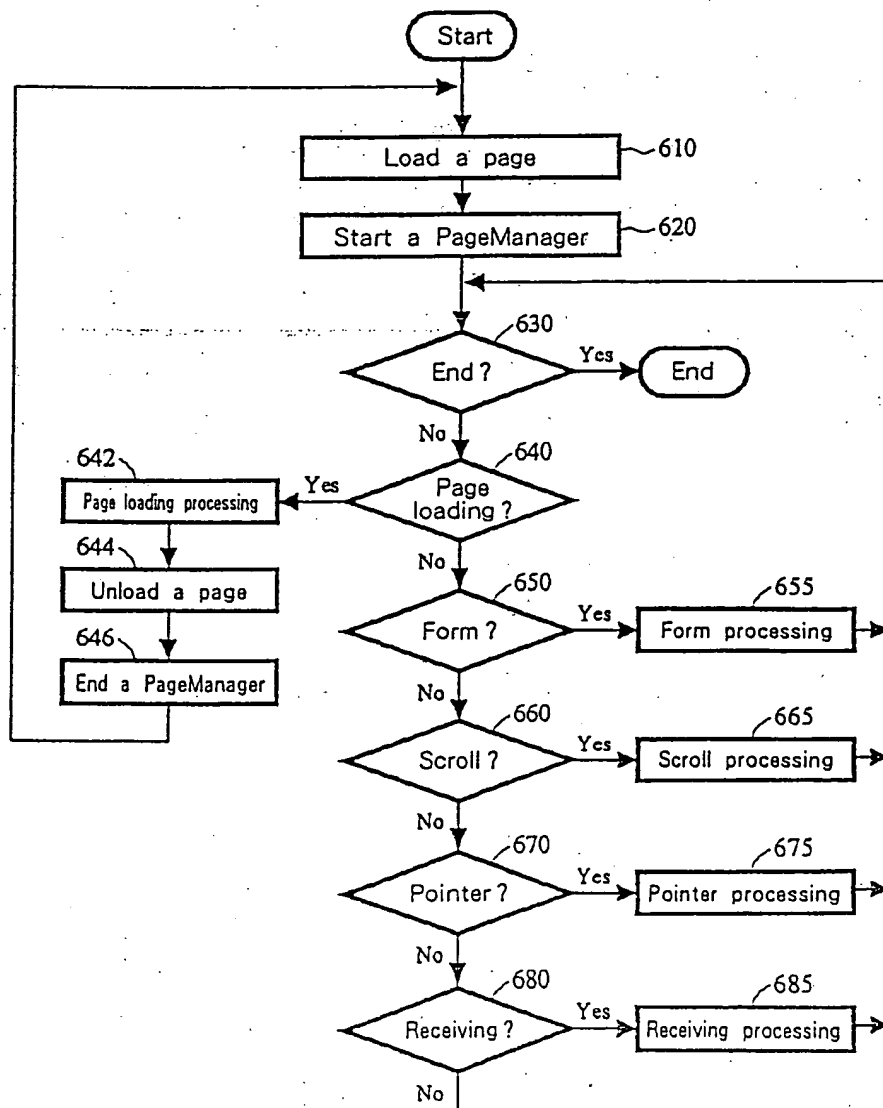 Start
Load a page
610
Start a PageManager
620
630
End?
Yes
End
No
640
Page
loading?
Yes
642
Page loading processing
644
Unload a page
646
End a PageManager
No
650
Form?
Yes
655
Form processing
No
660
Scroll?
Yes
665
Scroll processing
No
670
Pointer?
Yes
675
Pointer processing
No
680
Receiving?
Yes
685
Receiving processing
No